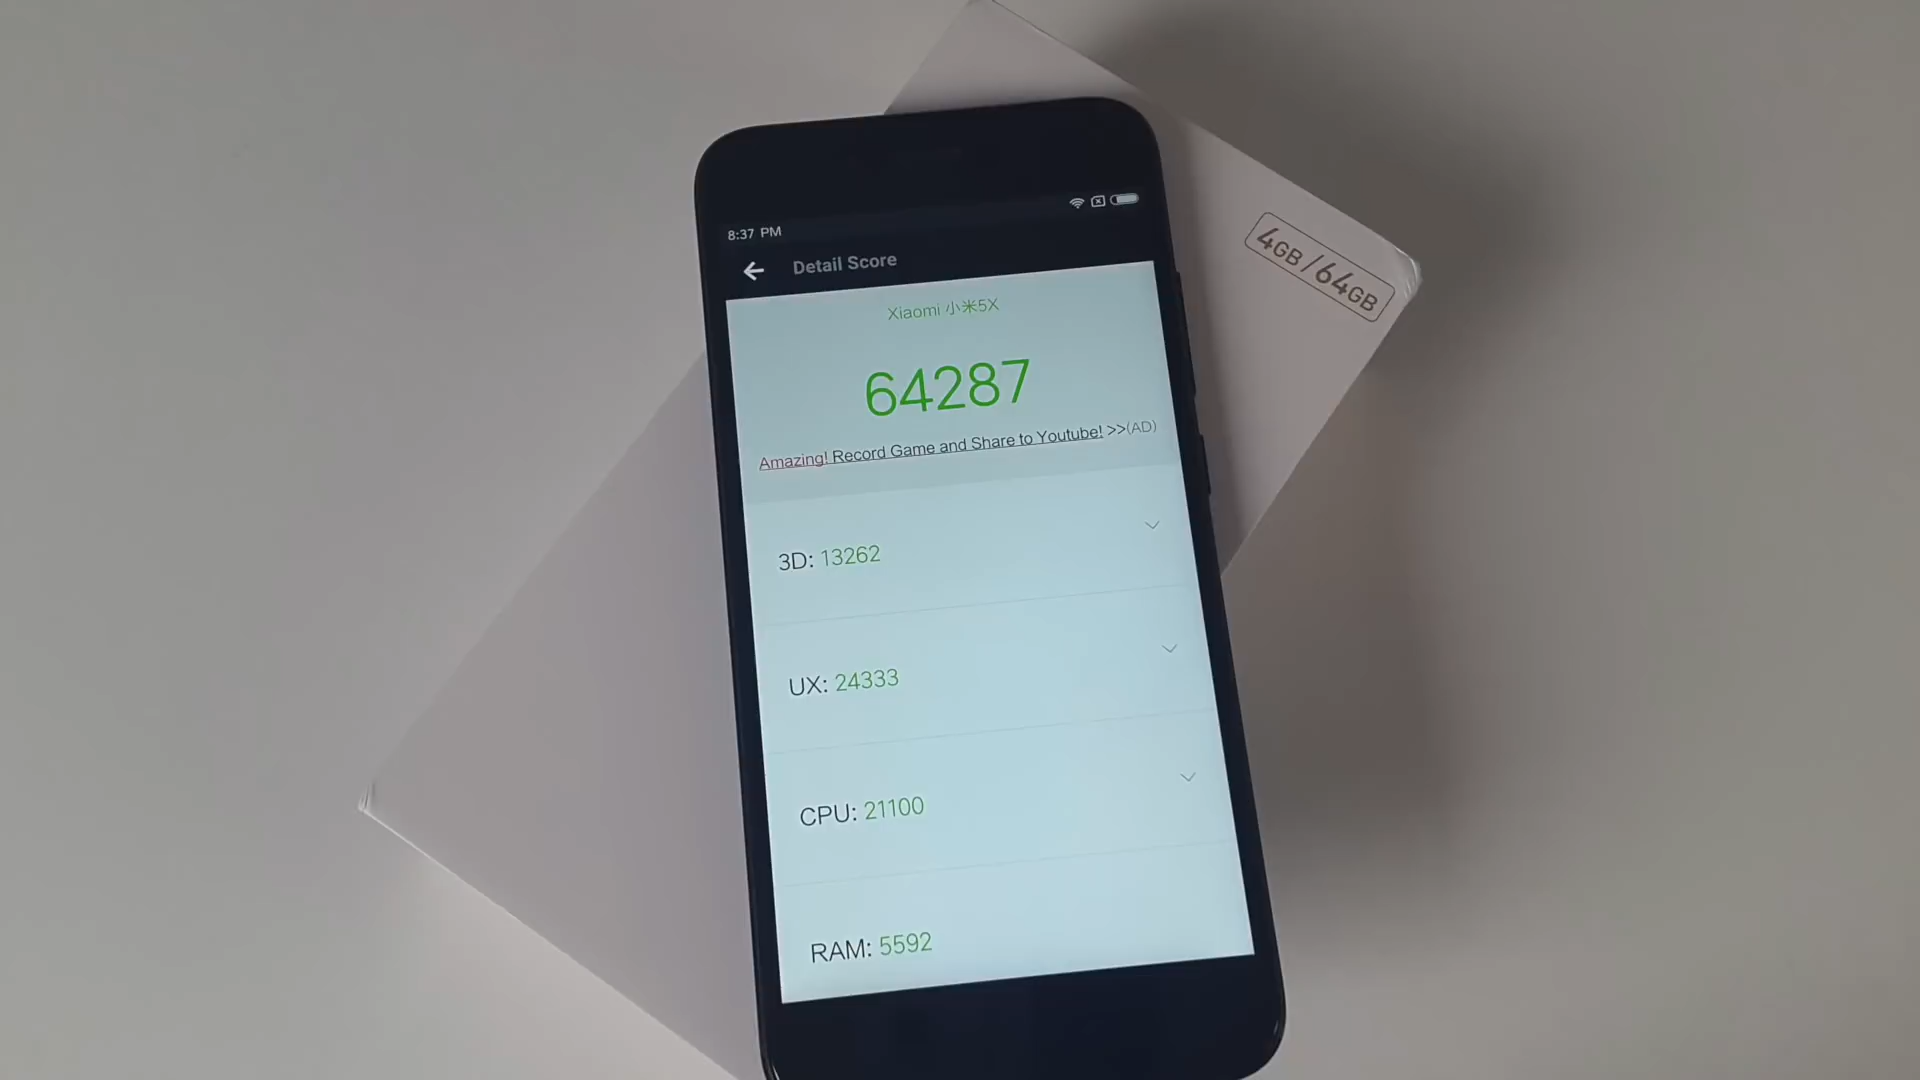 8:37 PM
Detail Score
Xiaomi 小米5X
64287
Amazing! Record Game and Share to Youtube! >>(AD)
3D: 13262
UX: 24333
CPU: 21100
RAM: 5592
4GB/64GB